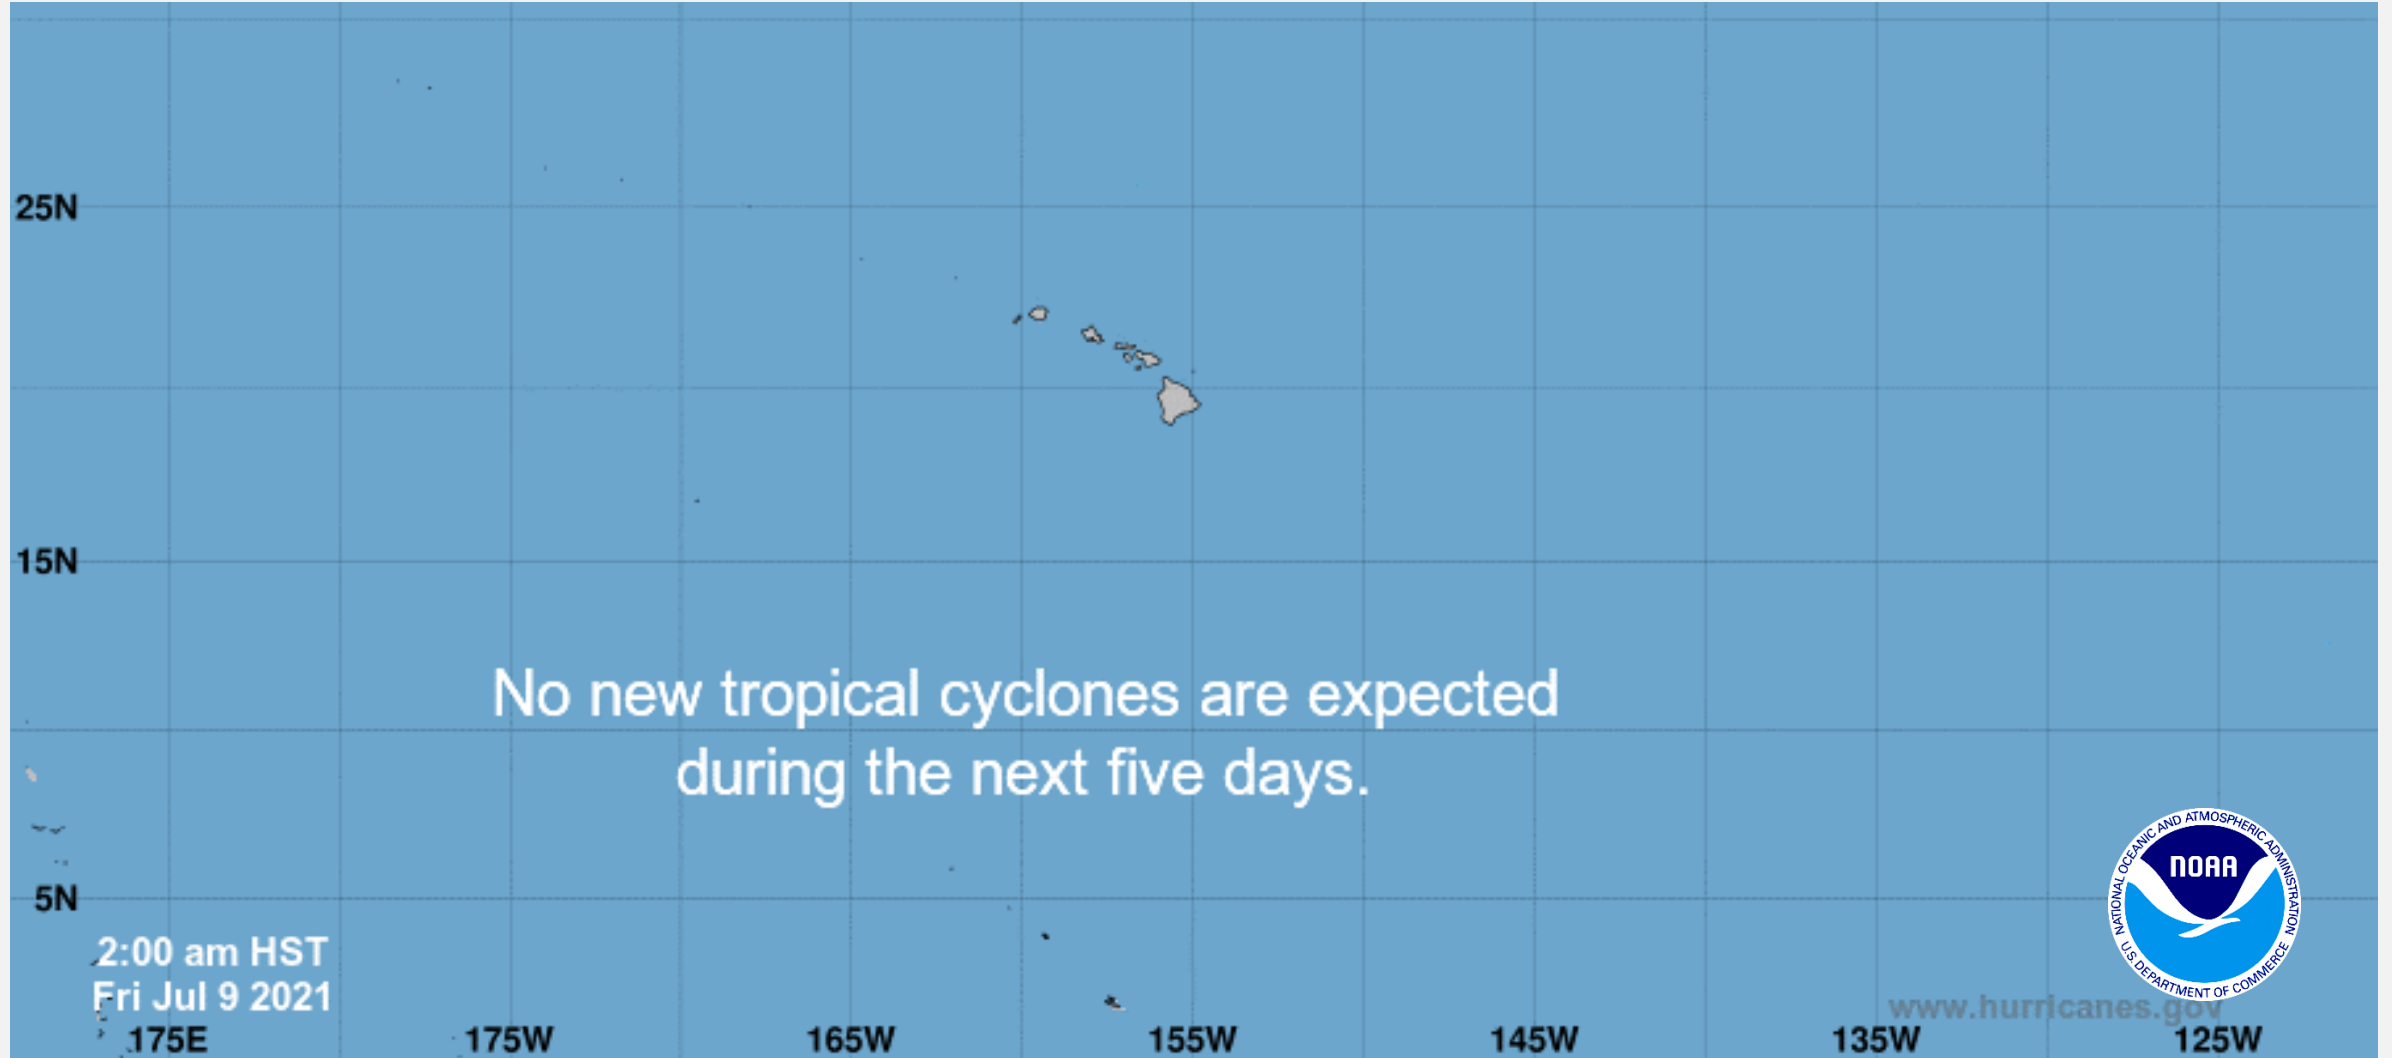 25N
15N
No new tropical cyclones are expected
during the next five days.
5N
2:00 am HST
Fri Jul 9 2021
NATIONAL OCEANIC AND ATMOSPHERIC ADMINISTRATION
NOAA
U.S. DEPARTMENT OF COMMERCE
www.hurricanes.gov
175E 175W 165W 155W 145W 135W 125W